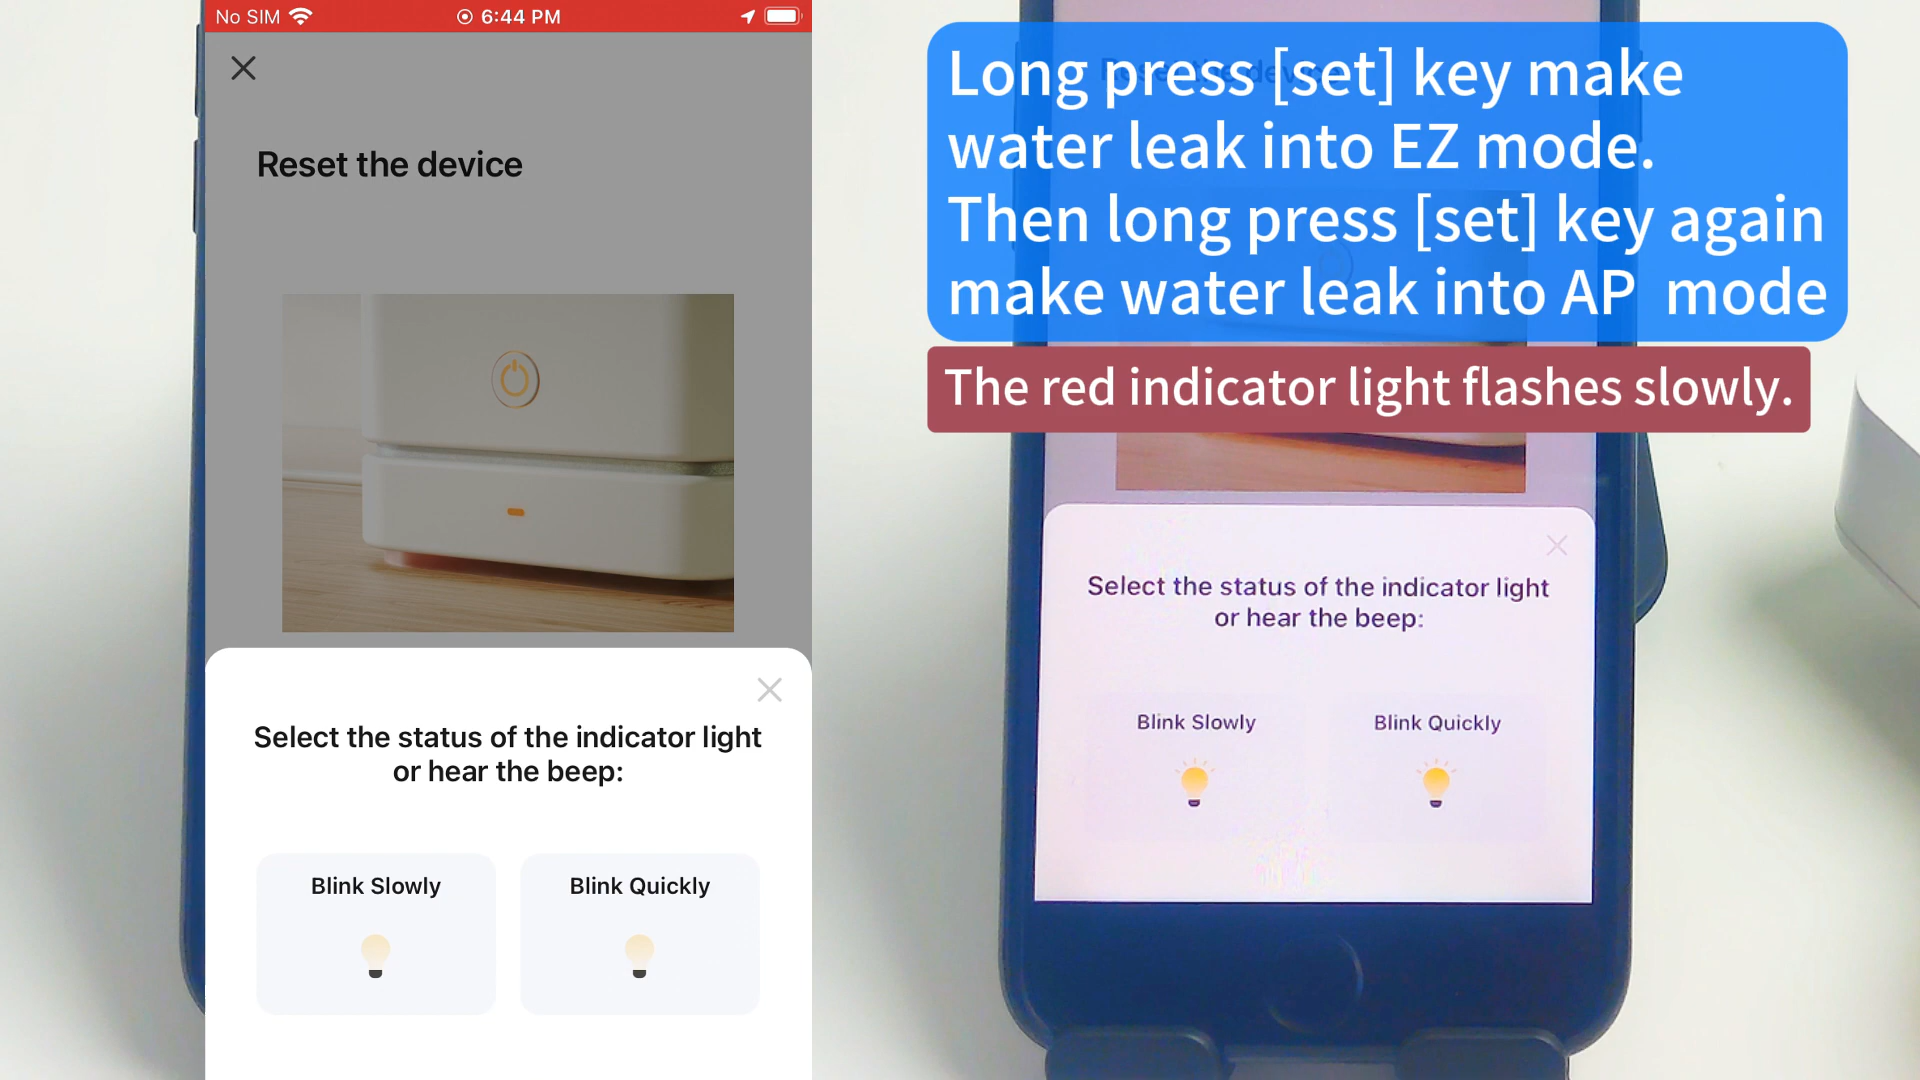 No SIM
6:44 PM
Reset the device
Select the status of the indicator light
or hear the beep:
Blink Slowly
Blink Quickly
Long press [set] key make
water leak into EZ mode.
Then long press [set] key again
make water leak into AP mode
The red indicator light flashes slowly.
Select the status of the indicator light
or hear the beep:
Blink Slowly
Blink Quickly